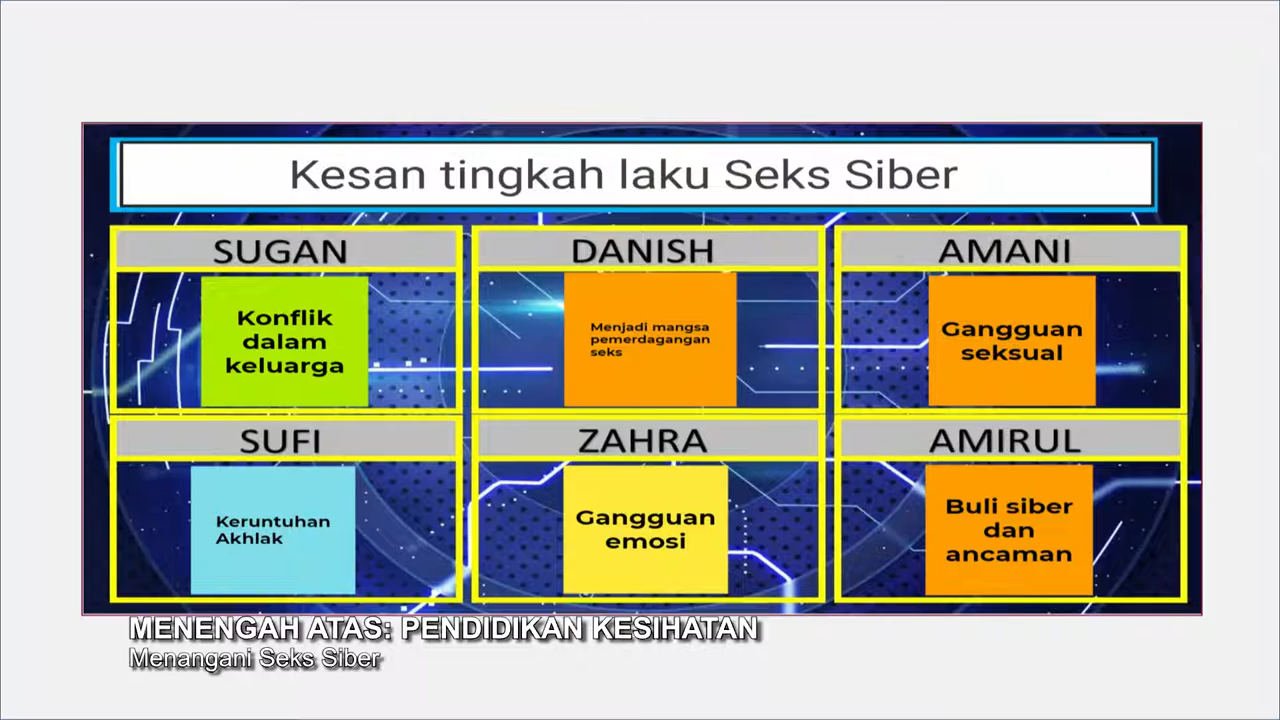 Kesan tingkah laku Seks Siber
SUGAN
Konflik
dalam
keluarga
DANISH
Menjadi mangsa
pemerdagangan
seks
AMANI
Gangguan
seksual
SUFI
Keruntuhan
Akhlak
ZAHRA
Gangguan
emosi
AMIRUL
Buli siber
dan
ancaman
MENENGAH ATAS: PENDIDIKAN KESIHATAN
Menangani Seks Siber